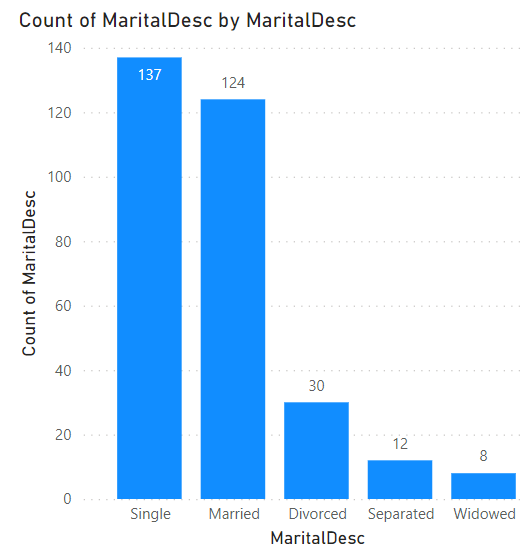 Count of MaritalDesc by MaritalDesc
140
120
100
80
60
40
20
0
Count of MaritalDesc
137
124
30
12
8
Single
Married
Divorced
Separated
Widowed
MaritalDesc